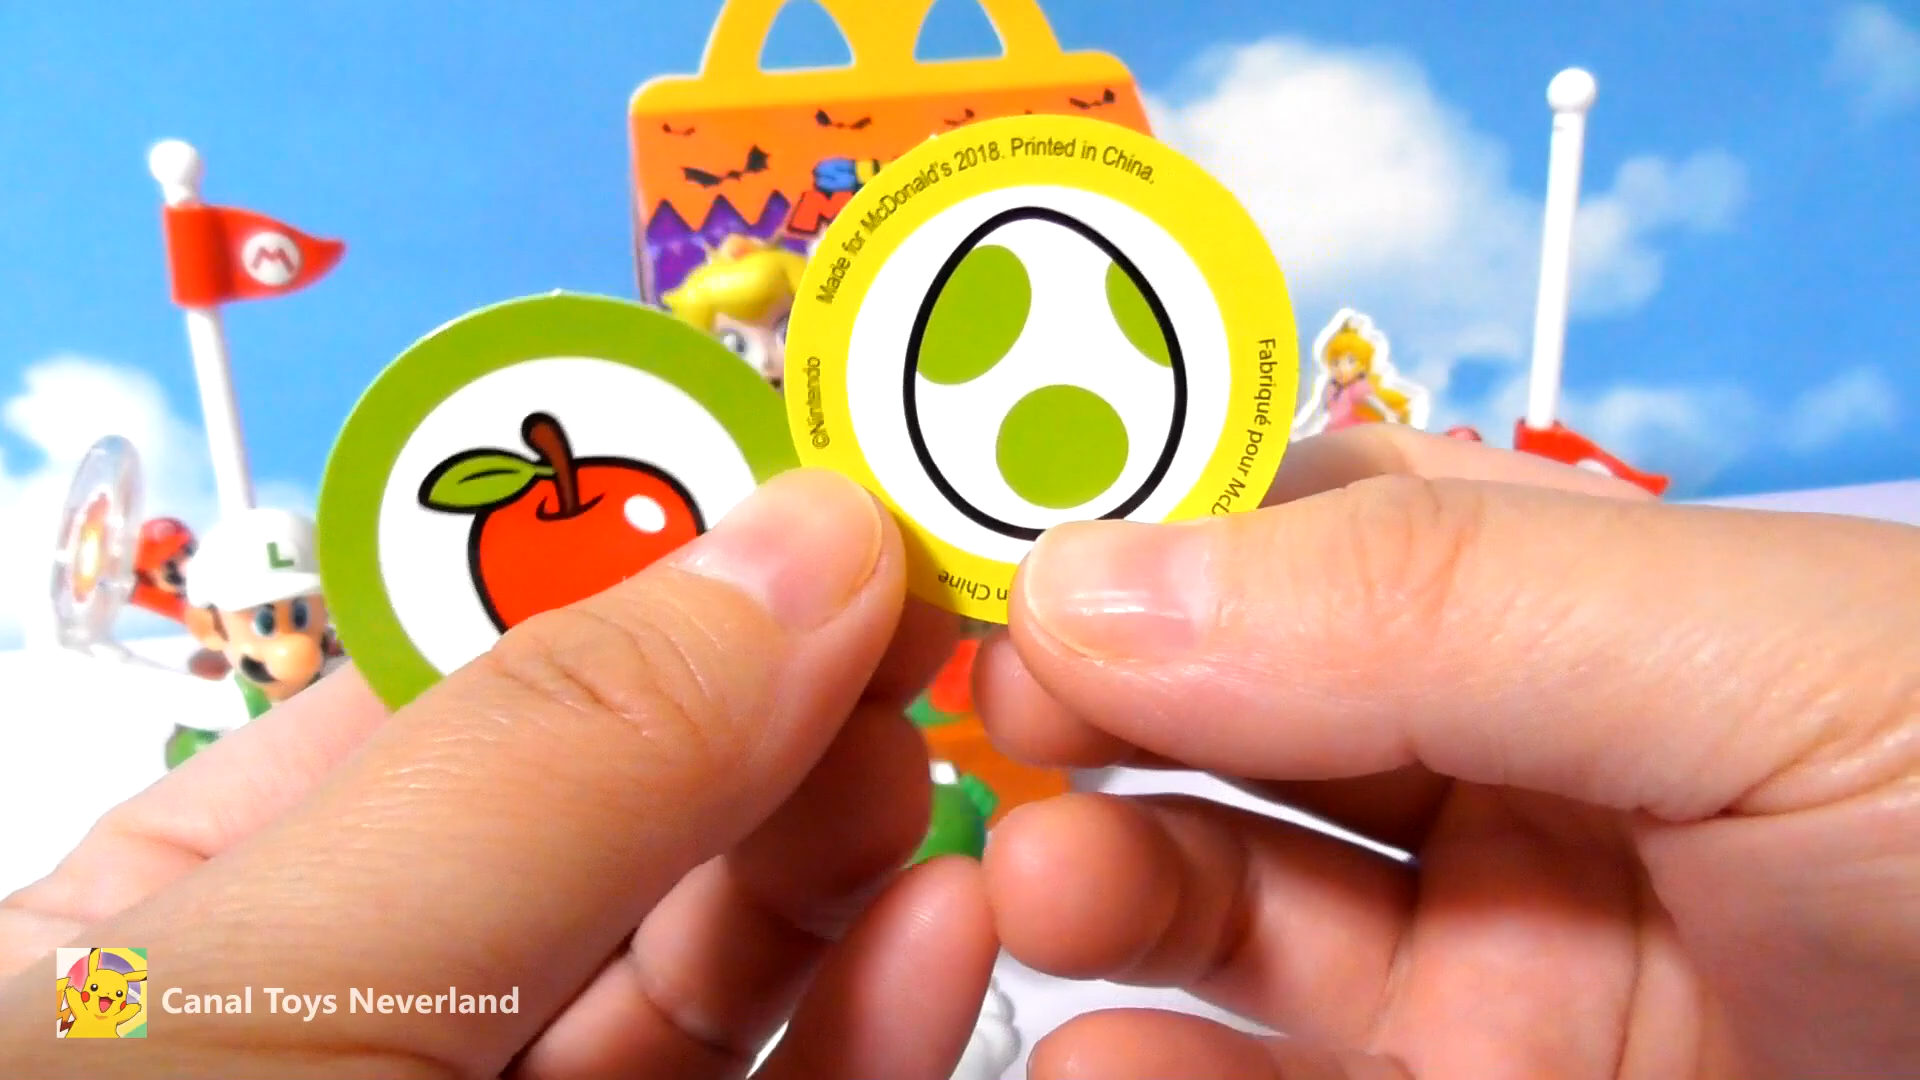 Made for McDonald's 2018. Printed in China.
©Nintendo
Fabriqué pour McD
n Chine
M
L
Canal Toys Neverland